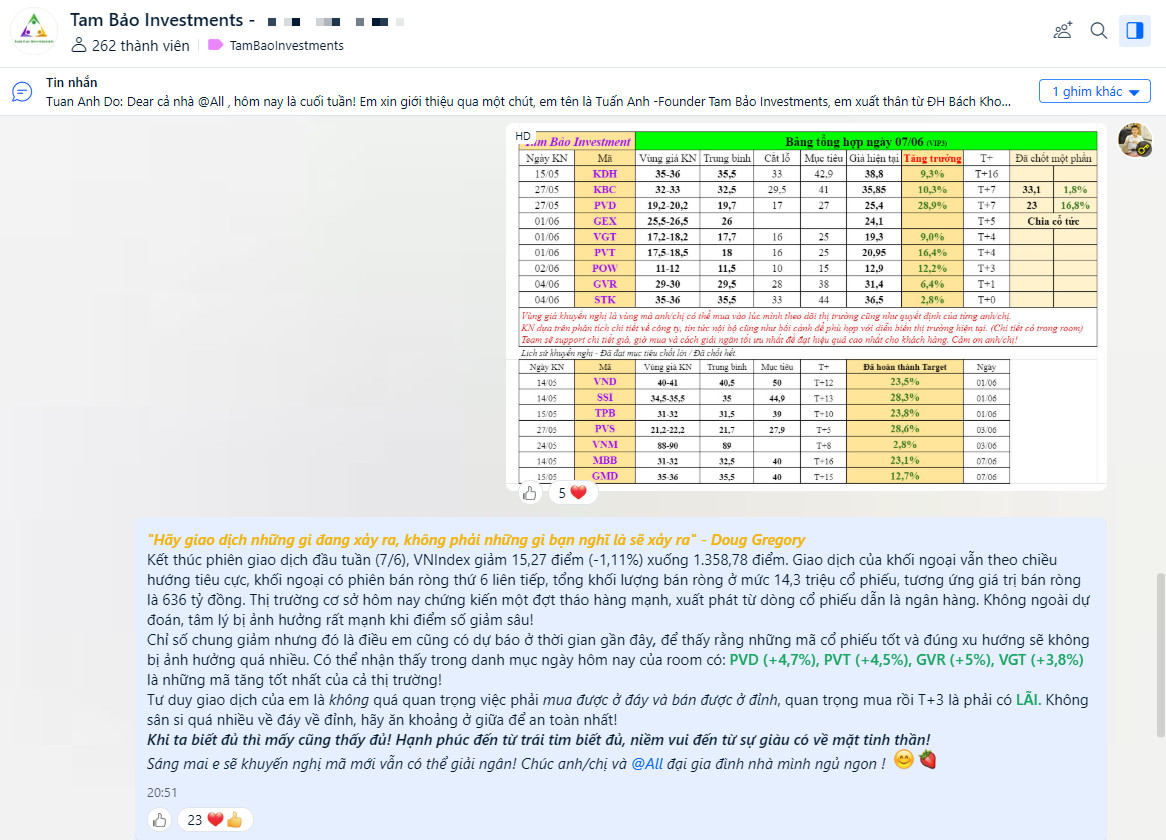 Tam Bảo Investments -
262 thành viên
TamBaoInvestments
Tin nhắn
Tuan Anh Do: Dear cả nhà @All , hôm nay là cuối tuần! Em xin giới thiệu qua một chút, em tên là Tuấn Anh -Founder Tam Bảo Investments, em xuất thân từ ĐH Bách Kho...
1 ghim khác
HD
Tam Bảo Investment Bảng tổng hợp ngày 07/06 (VIP3)
Ngày KN Mã Vùng giá KN Trung bình Cắt lỗ Mục tiêu Giá hiện tại Tăng trưởng T+ Đã chốt một phần
15/05 KDH 35-36 35,5 33 42,9 38,8 9,3% T+16
27/05 KBC 32-33 32,5 29,5 41 35,85 10,3% T+7 33,1 1,8%
27/05 PVD 19,2-20,2 19,7 17 27 25,4 28,9% T+7 23 16,8%
01/06 GEX 25,5-26,5 26 24,1 T+5 Chia cổ tức
01/06 VGT 17,2-18,2 17,7 16 25 19,3 9,0% T+4
01/06 PVT 17,5-18,5 18 16 25 20,95 16,4% T+4
02/06 POW 11-12 11,5 10 15 12,9 12,2% T+3
04/06 GVR 29-30 29,5 28 38 31,4 6,4% T+1
04/06 STK 35-36 35,5 33 44 36,5 2,8% T+0
Vùng giá khuyến nghị là vùng mà anh/chị có thể mua vào lúc mình theo dõi thị trường cũng như quyết định của từng anh/chị.
KN dựa trên phân tích chi tiết về công ty, tin tức nội bộ cũng như bối cảnh để phù hợp với diễn biến thị trường hiện tại. (Chi tiết có trong room)
Team sẽ support chi tiết giá, giờ mua và cách giải ngân tối ưu nhất để đạt hiệu quả cao nhất cho khách hàng. Cảm ơn anh/chị!
Lịch sử khuyến nghị - Đã đạt mục tiêu chốt lời / Đã chốt hết.
Ngày KN Mã Vùng giá KN Trung bình Mục tiêu T+ Đã hoàn thành Target Ngày
14/05 VND 40-41 40,5 50 T+12 23,5% 01/06
14/05 SSI 34,5-35,5 35 44,9 T+13 28,3% 01/06
15/05 TPB 31-32 31,5 39 T+10 23,8% 01/06
27/05 PVS 21,2-22,2 21,7 27,9 T+5 28,6% 03/06
24/05 VNM 88-90 89 T+8 2,8% 03/06
14/05 MBB 31-32 32,5 40 T+16 23,1% 07/06
15/05 GMD 35-36 35,5 40 T+15 12,7% 07/06
5
"Hãy giao dịch những gì đang xảy ra, không phải những gì bạn nghĩ là sẽ xảy ra" - Doug Gregory
Kết thúc phiên giao dịch đầu tuần (7/6), VNIndex giảm 15,27 điểm (-1,11%) xuống 1.358,78 điểm. Giao dịch của khối ngoại vẫn theo chiều
hướng tiêu cực, khối ngoại có phiên bán ròng thứ 6 liên tiếp, tổng khối lượng bán ròng ở mức 14,3 triệu cổ phiếu, tương ứng giá trị bán ròng
là 636 tỷ đồng. Thị trường cơ sở hôm nay chứng kiến một đợt tháo hàng mạnh, xuất phát từ dòng cổ phiếu dẫn là ngân hàng. Không ngoài dự
đoán, tâm lý bị ảnh hưởng rất mạnh khi điểm số giảm sâu!
Chỉ số chung giảm nhưng đó là điều em cũng có dự báo ở thời gian gần đây, để thấy rằng những mã cổ phiếu tốt và đúng xu hướng sẽ không
bị ảnh hưởng quá nhiều. Có thể nhận thấy trong danh mục ngày hôm nay của room có: PVD (+4,7%), PVT (+4,5%), GVR (+5%), VGT (+3,8%)
là những mã tăng tốt nhất của cả thị trường!
Tư duy giao dịch của em là không quá quan trọng việc phải mua được ở đáy và bán được ở đỉnh, quan trọng mua rồi T+3 là phải có LÃI. Không
sân si quá nhiều về đáy về đỉnh, hãy ăn khoảng ở giữa để an toàn nhất!
Khi ta biết đủ thì mấy cũng thấy đủ! Hạnh phúc đến từ trái tim biết đủ, niềm vui đến từ sự giàu có về mặt tinh thần!
Sáng mai e sẽ khuyến nghị mã mới vẫn có thể giải ngân! Chúc anh/chị và @All đại gia đình nhà mình ngủ ngon ! 😊🍓
20:51
23